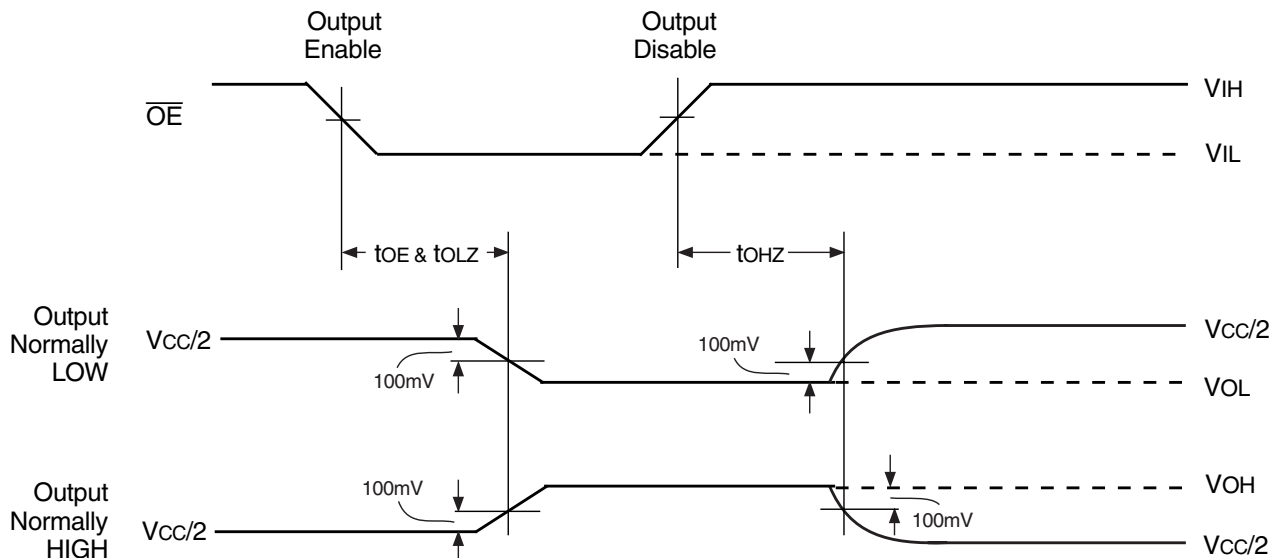 Output
Enable
Output
Disable
OE
VIH
VIL
tOE & tOLZ
tOHZ
Output
Normally
LOW
VCC/2
100mV
100mV
VCC/2
VOL
Output
Normally
HIGH
VCC/2
100mV
100mV
VOH
VCC/2